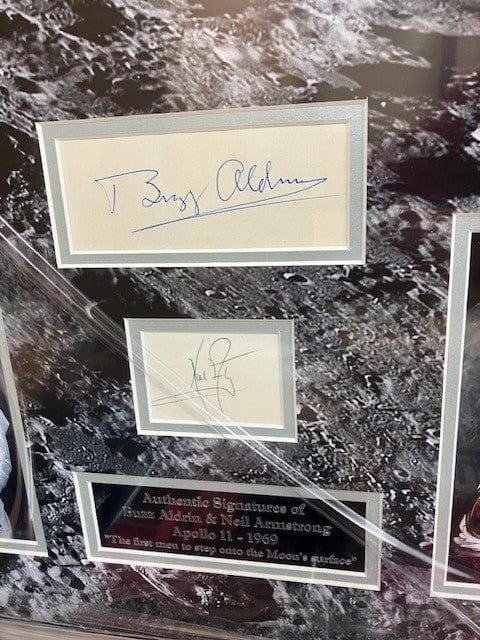 Buzz Aldrin
Authentic Signatures of
Buzz Aldrin & Neil Armstrong
Apollo 11 - 1969
"The first men to step onto the Moon's surface"